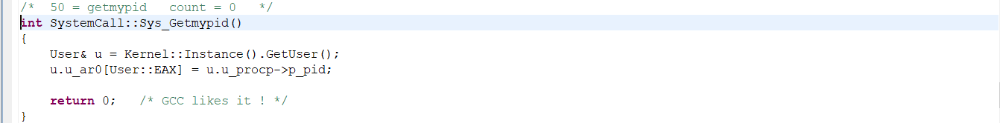 /*  50 = getmypid   count = 0   */
int SystemCall::Sys_Getmypid()
{
    User& u = Kernel::Instance().GetUser();
    u.u_ar0[User::EAX] = u.u_procp->p_pid;

    return 0;   /* GCC likes it ! */
}